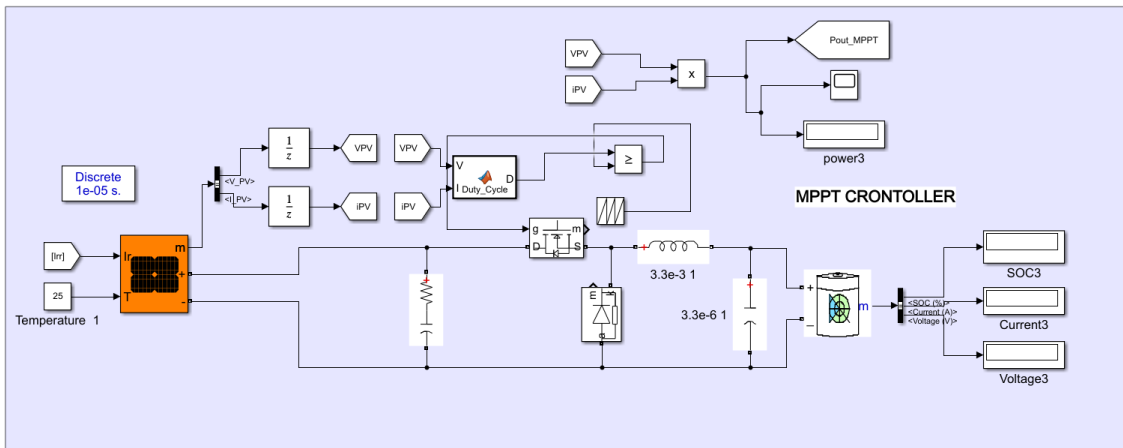 Pout_MPPT
VPV
iPV
x
power3
1
z
VPV
VPV
V
I
D
Duty_Cycle
≥
<V_PV>
<I_PV>
1
z
iPV
iPV
Discrete
1e-05 s.
MPPT CRONTOLLER
[Irr]
Ir
m
+
T
-
25
Temperature 1
g
m
D
S
+
3.3e-3 1
m
k
a
+
+
3.3e-6 1
+
−
m
<SOC (%)>
<Current (A)>
<Voltage (V)>
SOC3
Current3
Voltage3